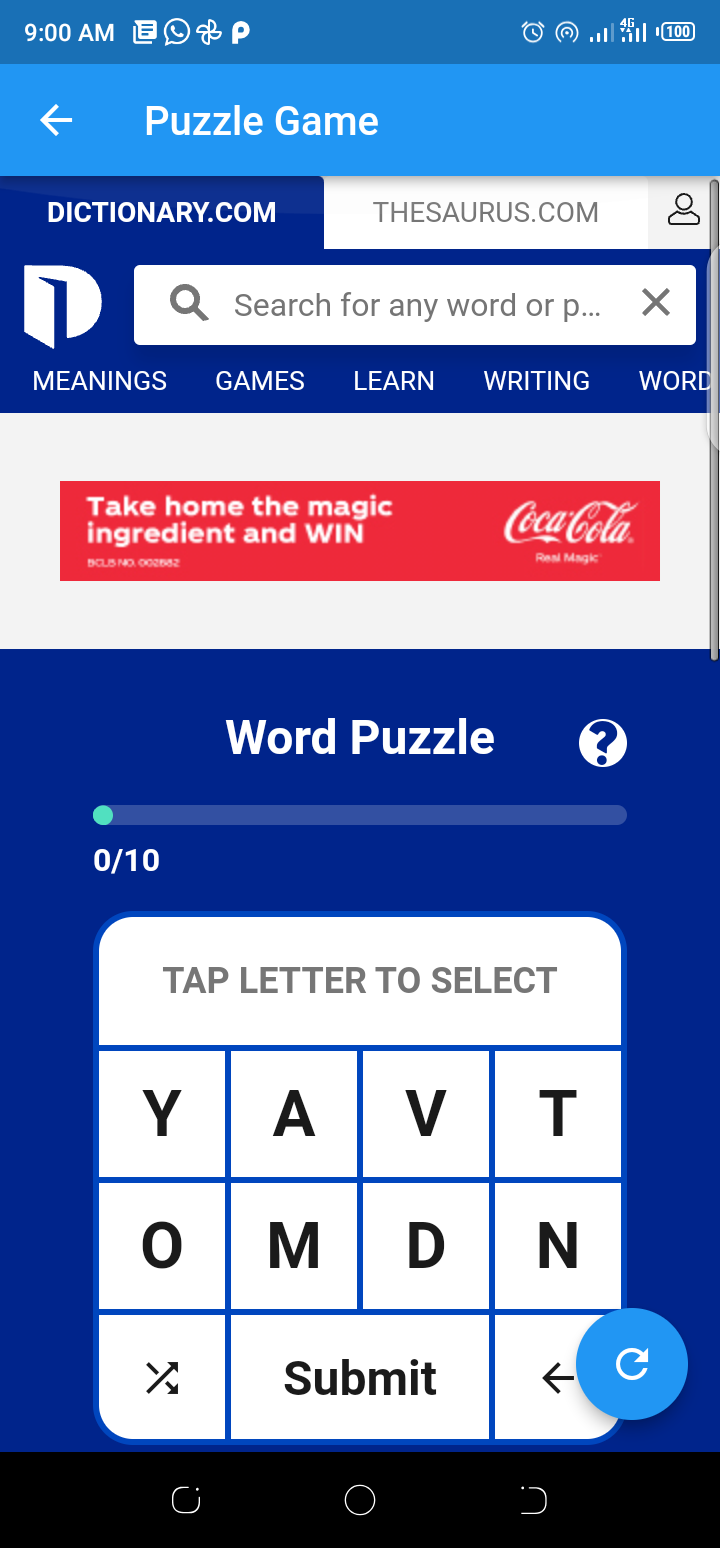 9:00 AM 4G 100
Puzzle Game
DICTIONARY.COM THESAURUS.COM
Search for any word or p...
MEANINGS GAMES LEARN WRITING WORD
Take home the magic
ingredient and WIN
BCLB NO. 002882
Coca-Cola
Real Magic
Word Puzzle ?
0/10
TAP LETTER TO SELECT
Y A V T
O M D N
Submit